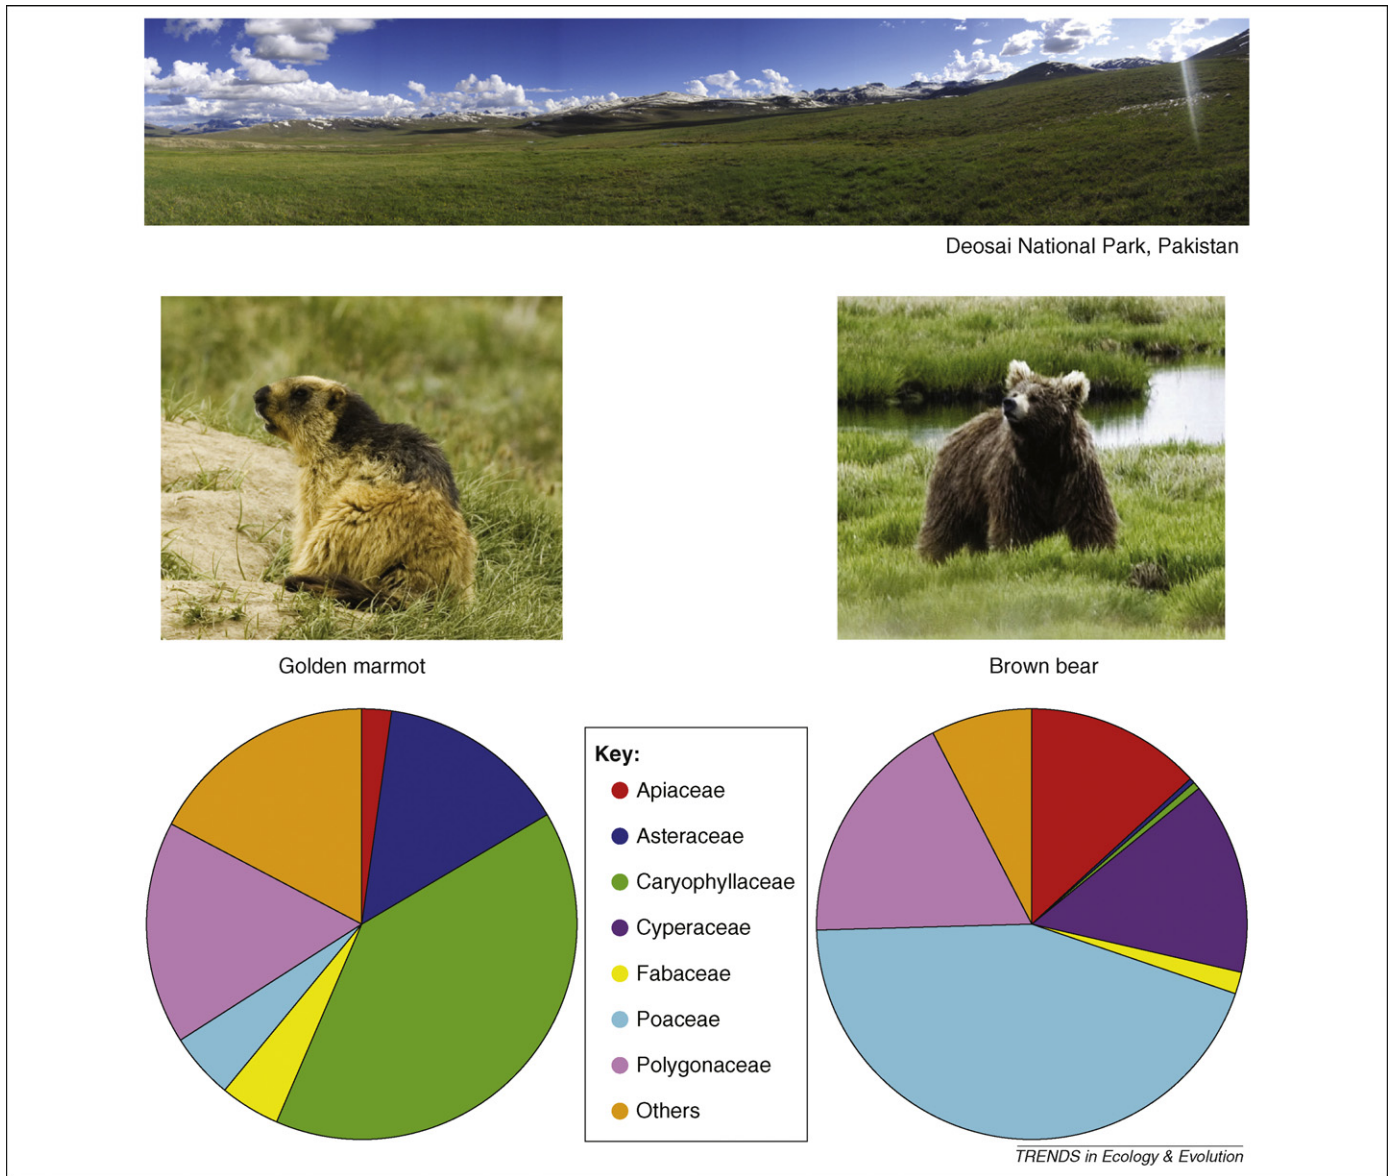 Deosai National Park, Pakistan
Golden marmot
Brown bear
Key:
Apiaceae
Asteraceae
Caryophyllaceae
Cyperaceae
Fabaceae
Poaceae
Polygonaceae
Others
TRENDS in Ecology & Evolution